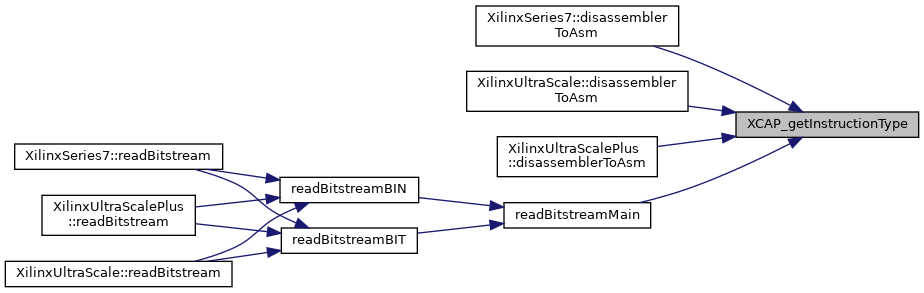 XilinxSeries7::disassembler
ToAsm
XilinxUltraScale::disassembler
ToAsm
XCAP_getInstructionType
XilinxUltraScalePlus
::disassemblerToAsm
XilinxSeries7::readBitstream
readBitstreamBIN
XilinxUltraScalePlus
::readBitstream
readBitstreamMain
readBitstreamBIT
XilinxUltraScale::readBitstream